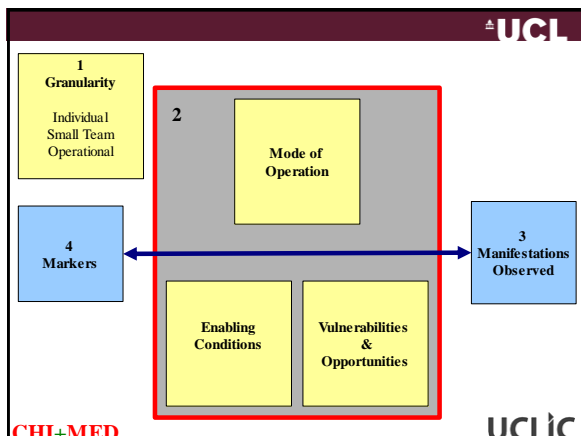 UCL
1
Granularity
Individual
Small Team
Operational
2
Mode of
Operation
4
Markers
3
Manifestations
Observed
Enabling
Conditions
Vulnerabilities
&
Opportunities
CHI+MED
UCLIC